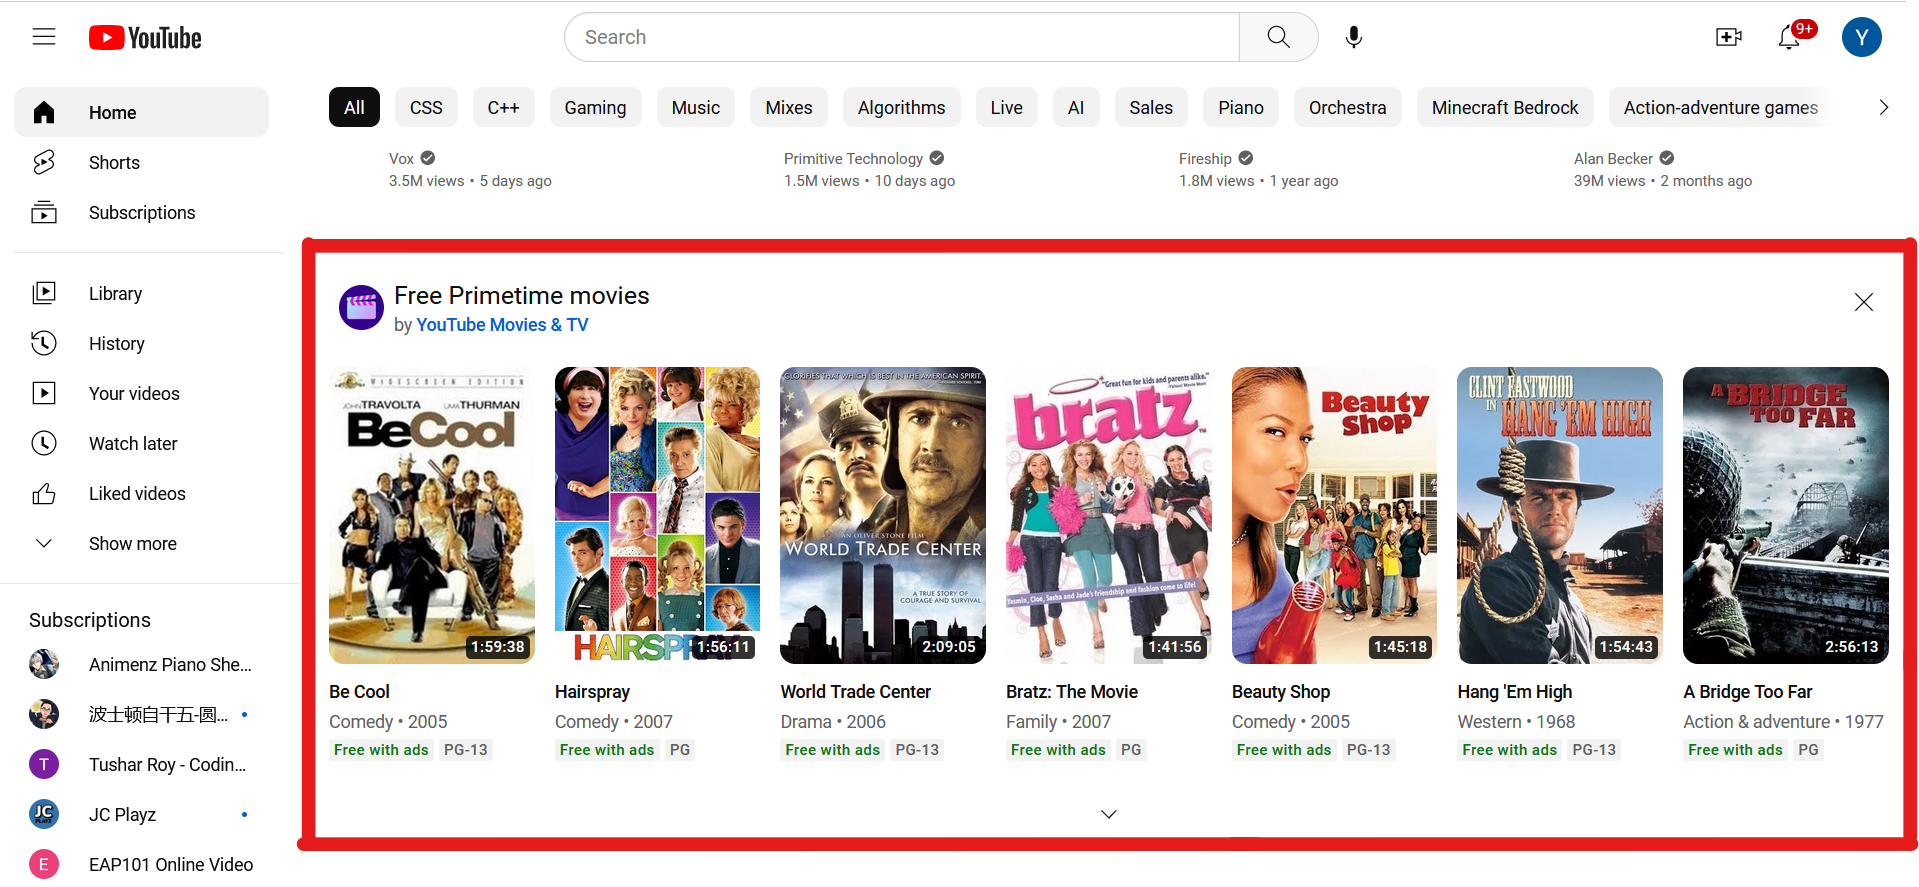 YouTube
Search
9+
Y
Home
Shorts
Subscriptions
Library
History
Your videos
Watch later
Liked videos
Show more
Subscriptions
Animenz Piano She...
波士顿自干五-圆...
T
Tushar Roy - Codin...
JC
JC Playz
E
EAP101 Online Video
All
CSS
C++
Gaming
Music
Mixes
Algorithms
Live
AI
Sales
Piano
Orchestra
Minecraft Bedrock
Action-adventure games
Vox
3.5M views • 5 days ago
Primitive Technology
1.5M views • 10 days ago
Fireship
1.8M views • 1 year ago
Alan Becker
39M views • 2 months ago
Free Primetime movies
by YouTube Movies & TV
WIDESCREEN EDITION
JOHN TRAVOLTA UMA THURMAN
BeCool
1:59:38
Be Cool
Comedy • 2005
Free with ads PG-13
HAIRSPRAY
1:56:11
Hairspray
Comedy • 2007
Free with ads PG
GLORIFIES THAT WHICH IS BEST IN THE AMERICAN SPIRIT.
AN OLIVER STONE FILM
WORLD TRADE CENTER
A TRUE STORY OF
COURAGE AND SURVIVAL
2:09:05
World Trade Center
Drama • 2006
Free with ads PG-13
"Great fun for kids and parents alike."
bratz
Yasmin, Cloe, Sasha and Jade's friendship and fashion come to life!
1:41:56
Bratz: The Movie
Family • 2007
Free with ads PG
Beauty
Shop
1:45:18
Beauty Shop
Comedy • 2005
Free with ads PG-13
CLINT EASTWOOD
IN HANG 'EM HIGH
1:54:43
Hang 'Em High
Western • 1968
Free with ads PG-13
A BRIDGE
TOO FAR
2:56:13
A Bridge Too Far
Action & adventure • 1977
Free with ads PG